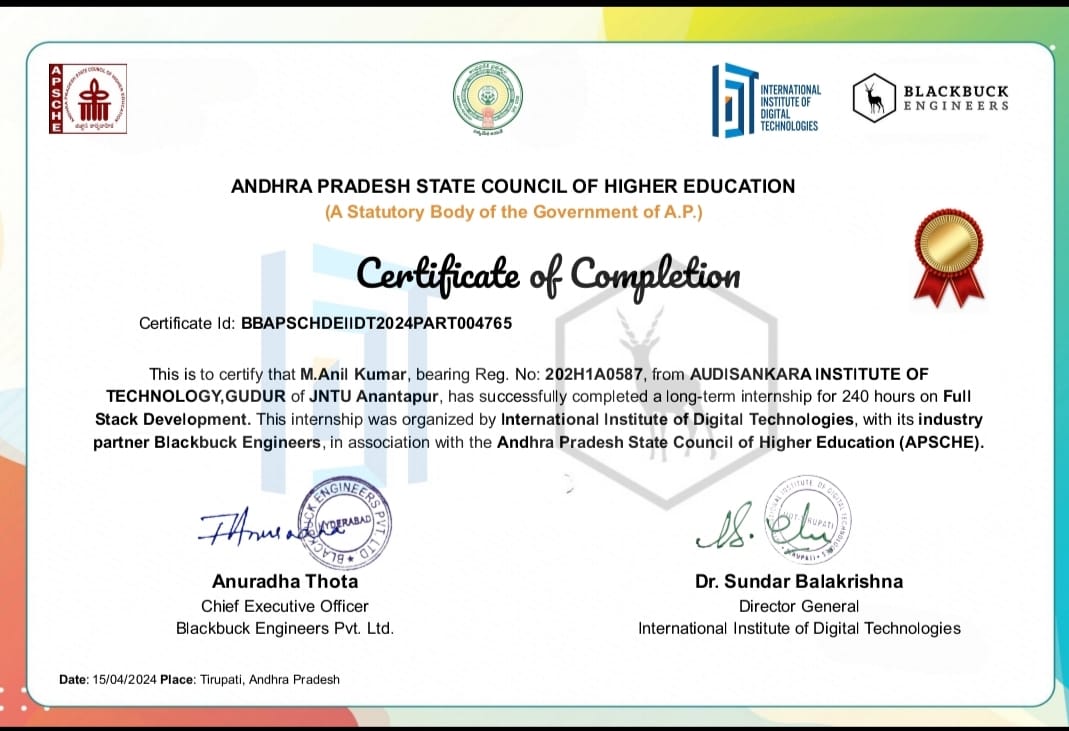 APSCHE
INTERNATIONAL
INSTITUTE OF
DIGITAL
TECHNOLOGIES
BLACKBUCK
ENGINEERS
ANDHRA PRADESH STATE COUNCIL OF HIGHER EDUCATION
(A Statutory Body of the Government of A.P.)
Certificate of Completion
Certificate Id: BBAPSCHDEIIDT2024PART004765
This is to certify that M.Anil Kumar, bearing Reg. No: 202H1A0587, from AUDISANKARA INSTITUTE OF
TECHNOLOGY,GUDUR of JNTU Anantapur, has successfully completed a long-term internship for 240 hours on Full
Stack Development. This internship was organized by International Institute of Digital Technologies, with its industry
partner Blackbuck Engineers, in association with the Andhra Pradesh State Council of Higher Education (APSCHE).
BLACKBUCK ENGINEERS PVT. LTD
HYDERABAD
Anuradha Thota
Chief Executive Officer
Blackbuck Engineers Pvt. Ltd.
Dr. Sundar Balakrishna
Director General
International Institute of Digital Technologies
Date: 15/04/2024 Place: Tirupati, Andhra Pradesh